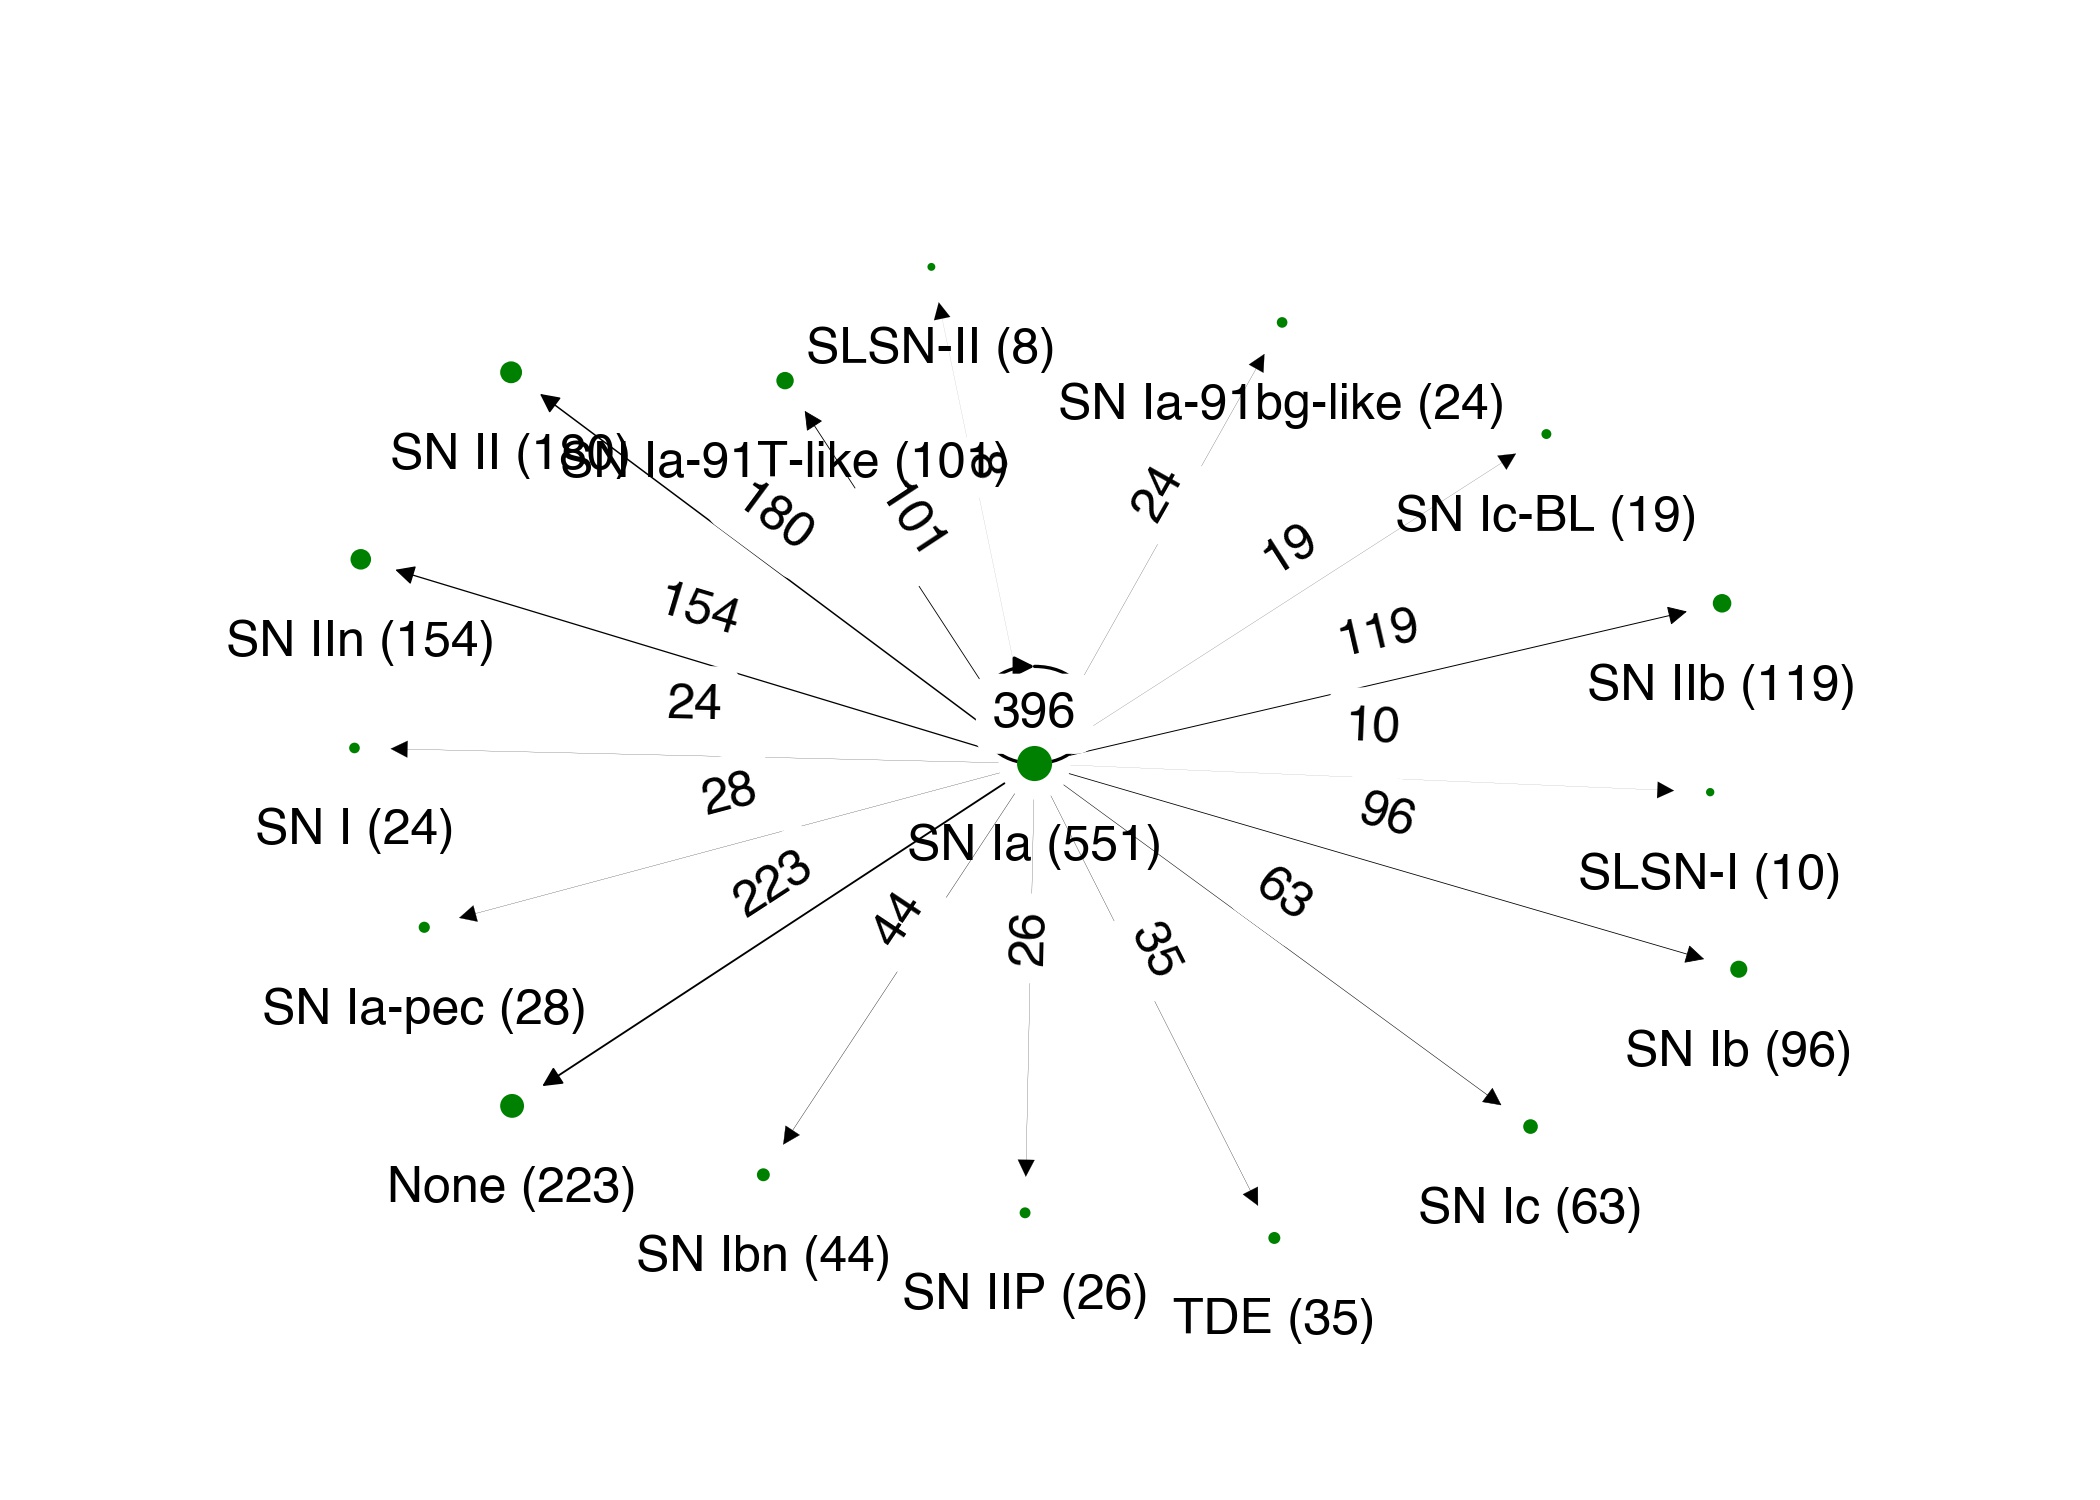 SLSN-II (8)
SN Ia-91bg-like (24)
SN II (180)
SN Ia-91T-like (101)
8
24
180
101
SN Ic-BL (19)
19
154
119
SN IIn (154)
SN IIb (119)
24
396
10
28
96
SN I (24)
SN Ia (551)
SLSN-I (10)
223
44
26
35
63
SN Ia-pec (28)
SN Ib (96)
None (223)
SN Ic (63)
SN Ibn (44)
SN IIP (26)
TDE (35)